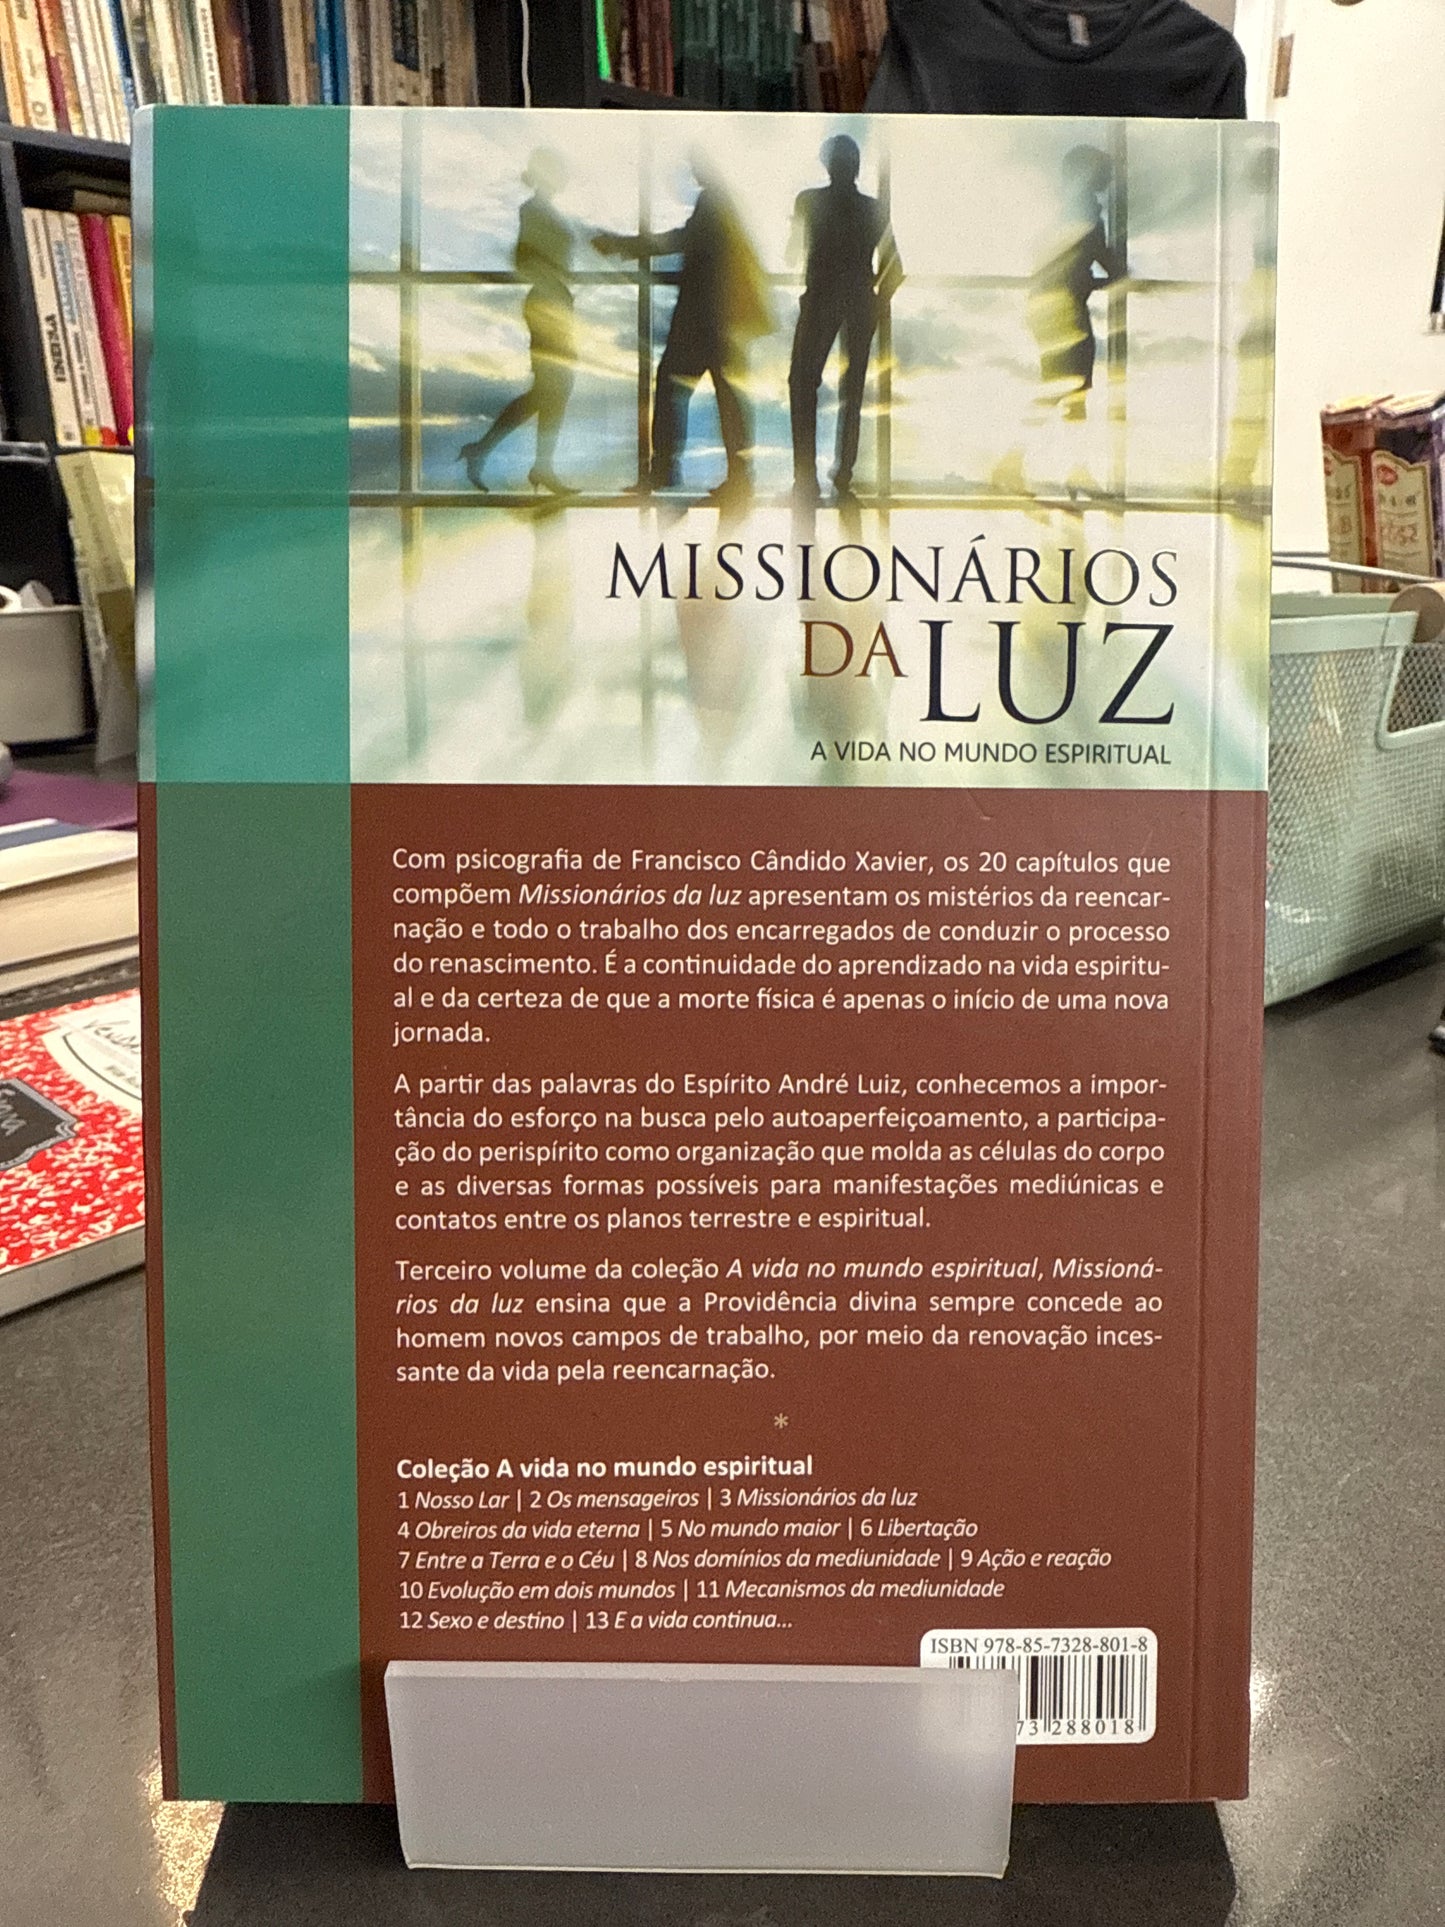 MISSIONÁRIOS
DA LUZ
A VIDA NO MUNDO ESPIRITUAL
Com psicografia de Francisco Cândido Xavier, os 20 capítulos que
compõem Missionários da luz apresentam os mistérios da reencar-
nação e todo o trabalho dos encarregados de conduzir o processo
do renascimento. É a continuidade do aprendizado na vida espiritu-
al e da certeza de que a morte física é apenas o início de uma nova
jornada.
A partir das palavras do Espírito André Luiz, conhecemos a impor-
tância do esforço na busca pelo autoaperfeiçoamento, a participa-
ção do perispírito como organização que molda as células do corpo
e as diversas formas possíveis para manifestações mediúnicas e
contatos entre os planos terrestre e espiritual.
Terceiro volume da coleção A vida no mundo espiritual, Missioná-
rios da luz ensina que a Providência divina sempre concede ao
homem novos campos de trabalho, por meio da renovação inces-
sante da vida pela reencarnação.
*
Coleção A vida no mundo espiritual
1 Nosso Lar | 2 Os mensageiros | 3 Missionários da luz
4 Obreiros da vida eterna | 5 No mundo maior | 6 Libertação
7 Entre a Terra e o Céu | 8 Nos domínios da mediunidade | 9 Ação e reação
10 Evolução em dois mundos | 11 Mecanismos da mediunidade
12 Sexo e destino | 13 E a vida continua...
ISBN 978-85-7328-801-8
73 288018